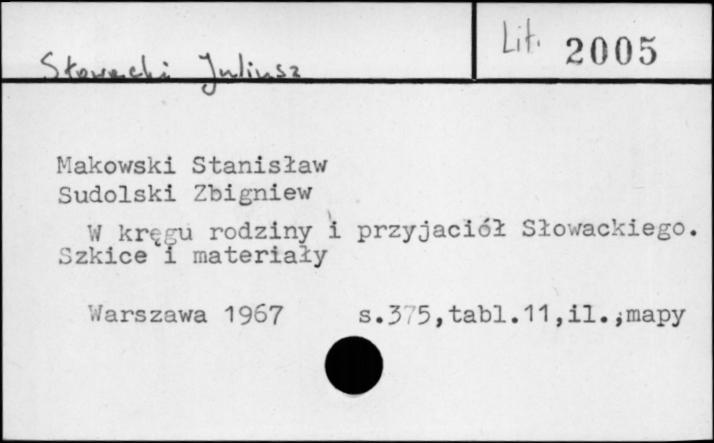 Słowacki Juliusz
Lit. 2005
Makowski Stanisław
Sudolski Zbigniew
W kręgu rodziny i przyjaciół Słowackiego.
Szkice i materiały
Warszawa 1967 s.375,tabl.11,il.,mapy